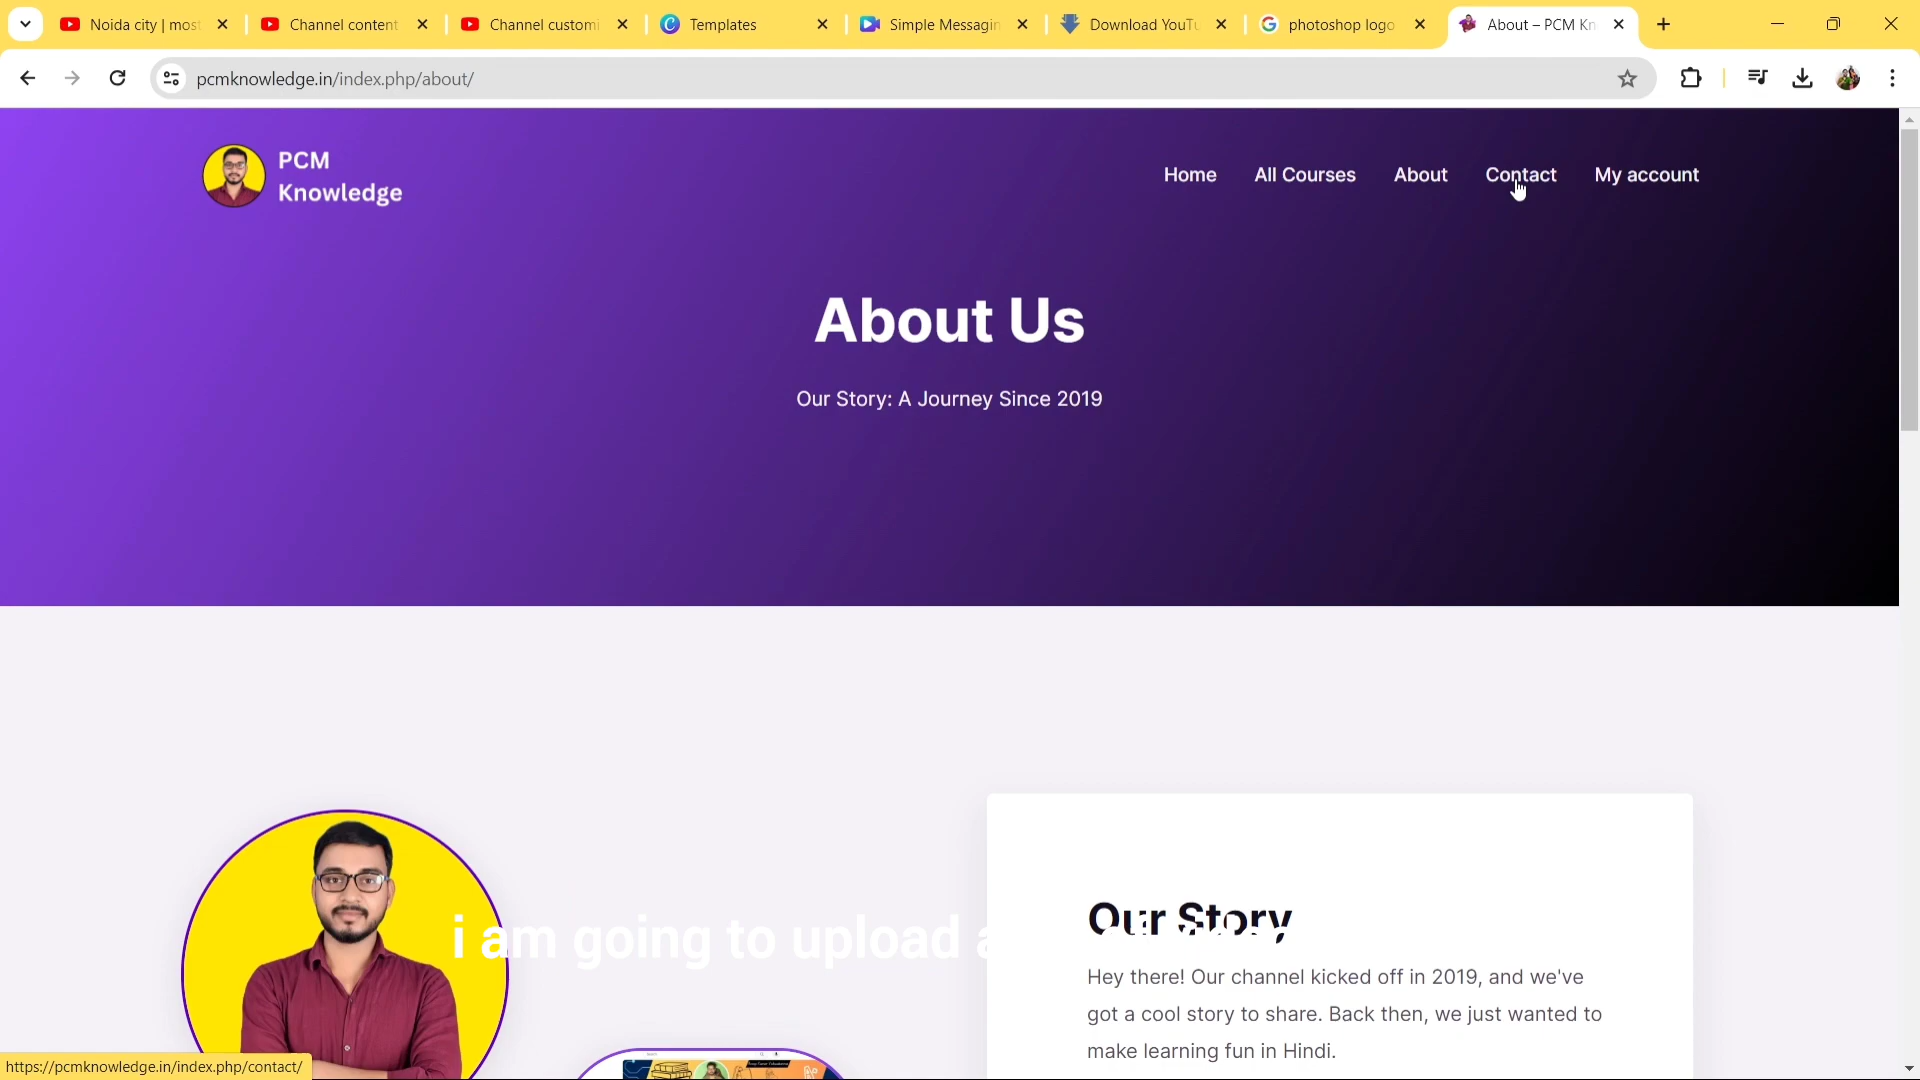 Noida city | most
Channel content
Channel customi
Templates
Simple Messagin
Download YouTu
photoshop logo
About – PCM Kn
pcmknowledge.in/index.php/about/
PCM
Knowledge
Home
All Courses
About
Contact
My account
About Us
Our Story: A Journey Since 2019
i am going to upload a
Our Story
Hey there! Our channel kicked off in 2019, and we've
got a cool story to share. Back then, we just wanted to
make learning fun in Hindi.
https://pcmknowledge.in/index.php/contact/